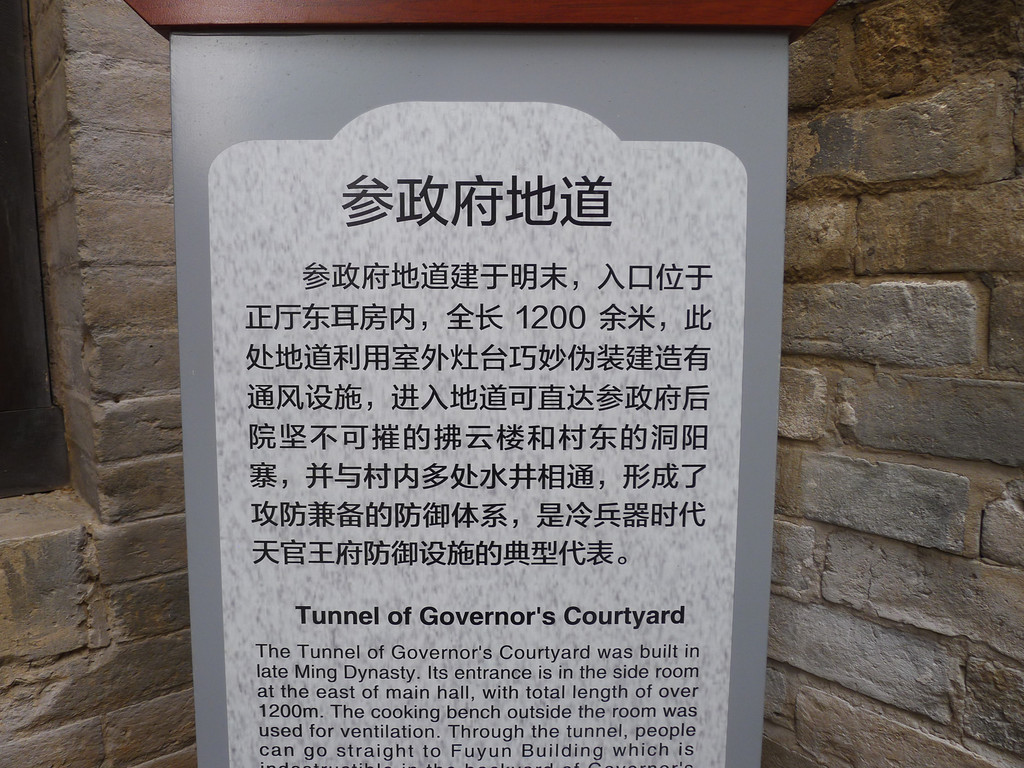 参政府地道
参政府地道建于明末，入口位于
正厅东耳房内，全长 1200 余米，此
处地道利用室外灶台巧妙伪装建造有
通风设施，进入地道可直达参政府后
院坚不可摧的拂云楼和村东的洞阳
寨，并与村内多处水井相通，形成了
攻防兼备的防御体系，是冷兵器时代
天官王府防御设施的典型代表。
Tunnel of Governor's Courtyard
The Tunnel of Governor's Courtyard was built in
late Ming Dynasty. Its entrance is in the side room
at the east of main hall, with total length of over
1200m. The cooking bench outside the room was
used for ventilation. Through the tunnel, people
can go straight to Fuyun Building which is
indestructible in the backyard of Governor's